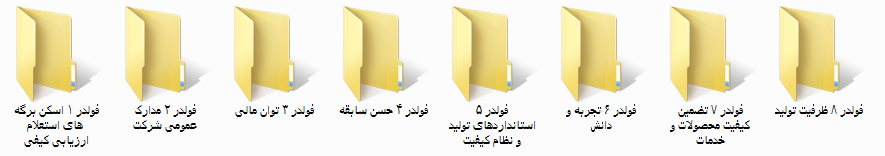 فولدر ۱ اسکن برگه
های استعلام
ارزیابی کیفی
فولدر ۲ مدارک
عمومی شرکت
فولدر ۳ توان مالی
فولدر ۴ حسن سابقه
فولدر ۵
استانداردهای تولید
و نظام کیفیت
فولدر ۶ تجربه و
دانش
فولدر ۷ تضمین
کیفیت محصولات و
خدمات
فولدر ۸ ظرفیت تولید